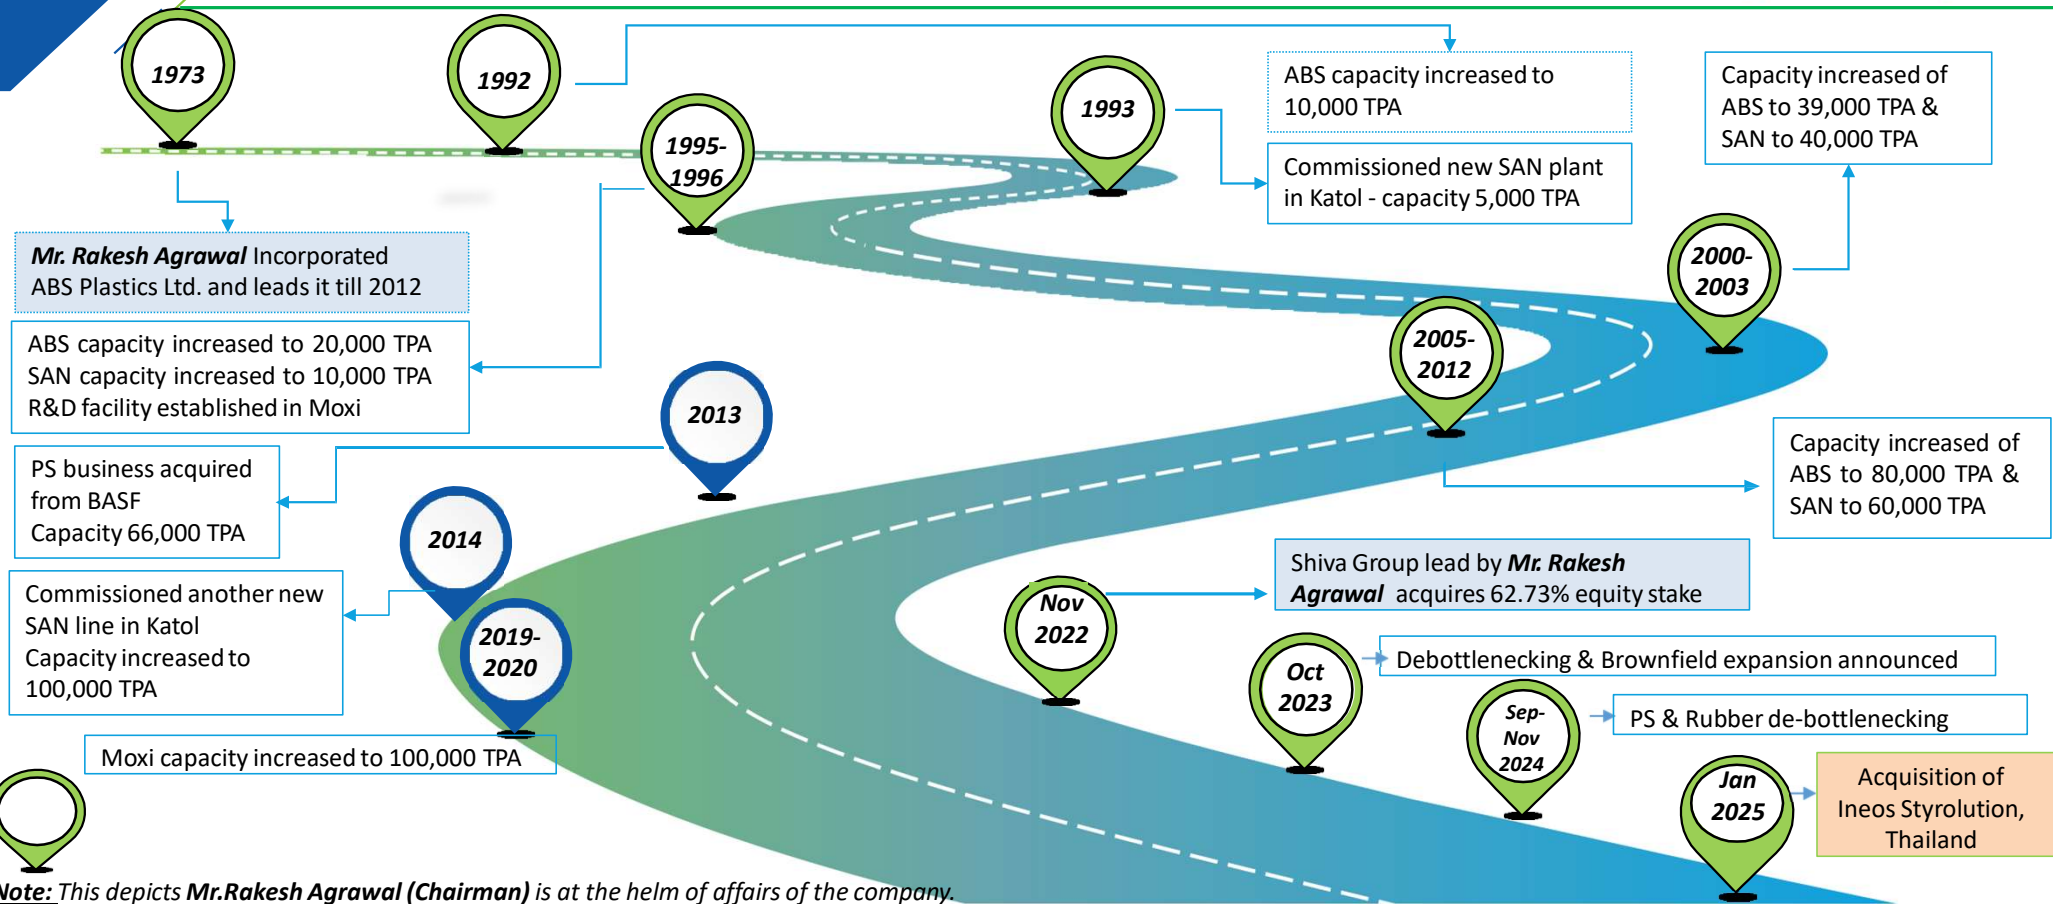 1973
1992
1995-
1996
1993
ABS capacity increased to
10,000 TPA
Capacity increased of
ABS to 39,000 TPA &
SAN to 40,000 TPA
Commissioned new SAN plant
in Katol - capacity 5,000 TPA
Mr. Rakesh Agrawal Incorporated
ABS Plastics Ltd. and leads it till 2012
2000-
2003
ABS capacity increased to 20,000 TPA
SAN capacity increased to 10,000 TPA
R&D facility established in Moxi
2005-
2012
2013
PS business acquired
from BASF
Capacity 66,000 TPA
Capacity increased of
ABS to 80,000 TPA &
SAN to 60,000 TPA
2014
Commissioned another new
SAN line in Katol
Capacity increased to
100,000 TPA
2019-
2020
Moxi capacity increased to 100,000 TPA
Shiva Group lead by Mr. Rakesh
Agrawal acquires 62.73% equity stake
Nov
2022
Oct
2023
Debottlenecking & Brownfield expansion announced
Sep-
Nov
2024
PS & Rubber de-bottlenecking
Jan
2025
Acquisition of
Ineos Styrolution,
Thailand
Note: This depicts Mr.Rakesh Agrawal (Chairman) is at the helm of affairs of the company.